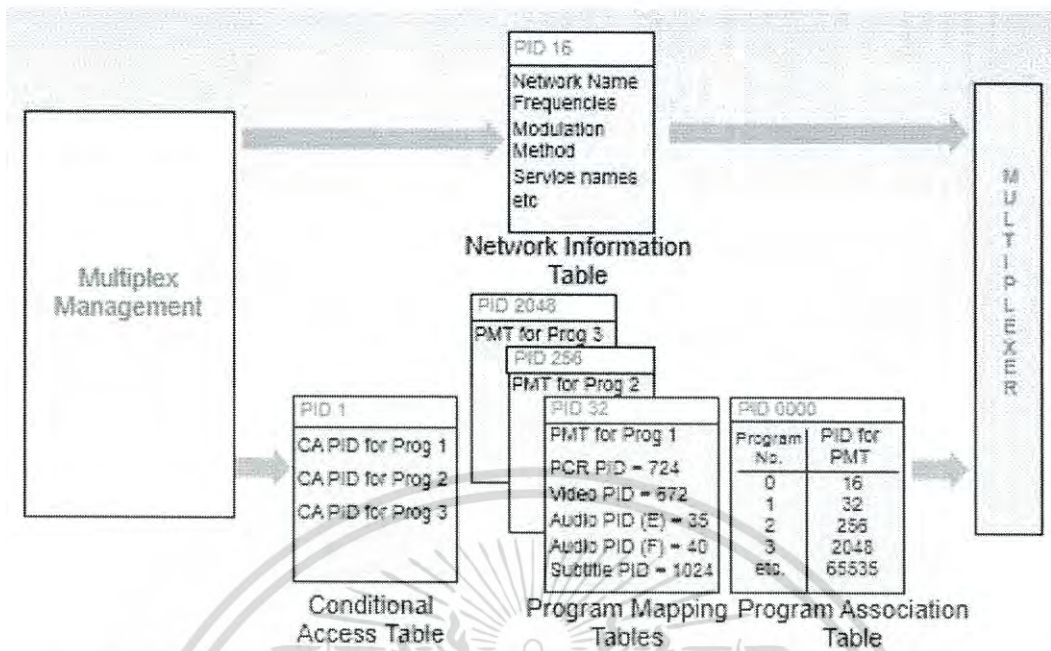 PID 16
Network Name
Frequencies
Modulation
Method
Service names
etc
Network Information
Table
Multiplex
Management
MULTIPLEXER
PID 2048
PMT for Prog 3
PID 256
PMT for Prog 2
PID 1
CA PID for Prog 1
CA PID for Prog 2
CA PID for Prog 3
Conditional
Access Table
PID 32
PMT for Prog 1
PCR PID = 724
Video PID = 672
Audio PID (E) = 35
Audio PID (F) = 40
Subtitle PID = 1024
Program Mapping
Tables
PID 0000
Program No. PID for PMT
0 16
1 32
2 256
3 2048
etc. 65535
Program Association
Table